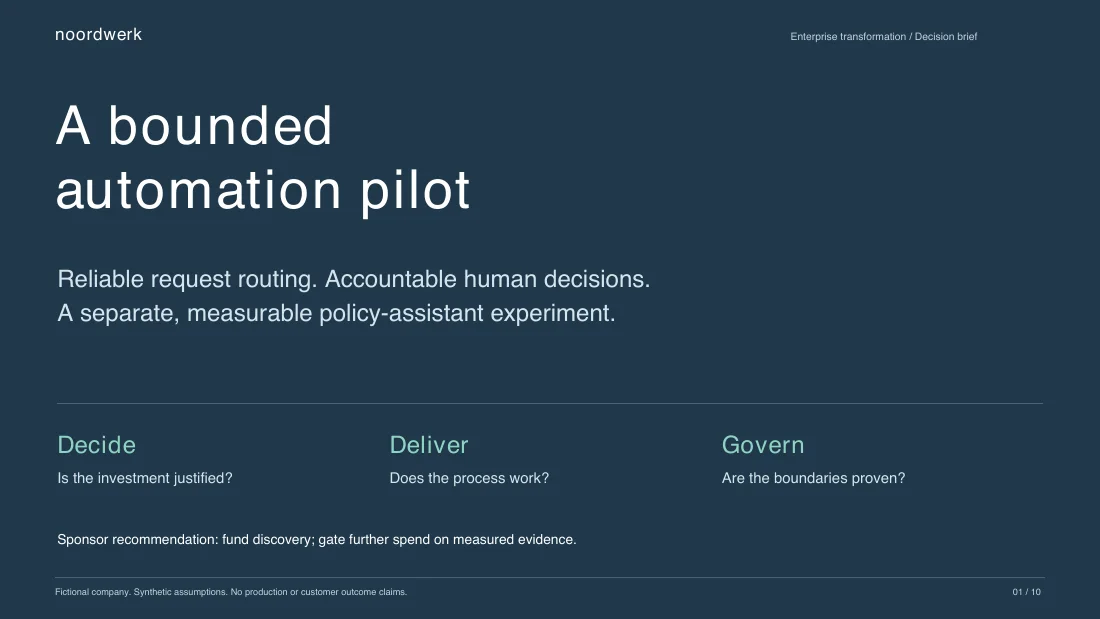 noordwerk
Enterprise transformation / Decision brief
A bounded
automation pilot
Reliable request routing. Accountable human decisions.
A separate, measurable policy-assistant experiment.
Decide
Is the investment justified?
Deliver
Does the process work?
Govern
Are the boundaries proven?
Sponsor recommendation: fund discovery; gate further spend on measured evidence.
Fictional company. Synthetic assumptions. No production or customer outcome claims.
01 / 10